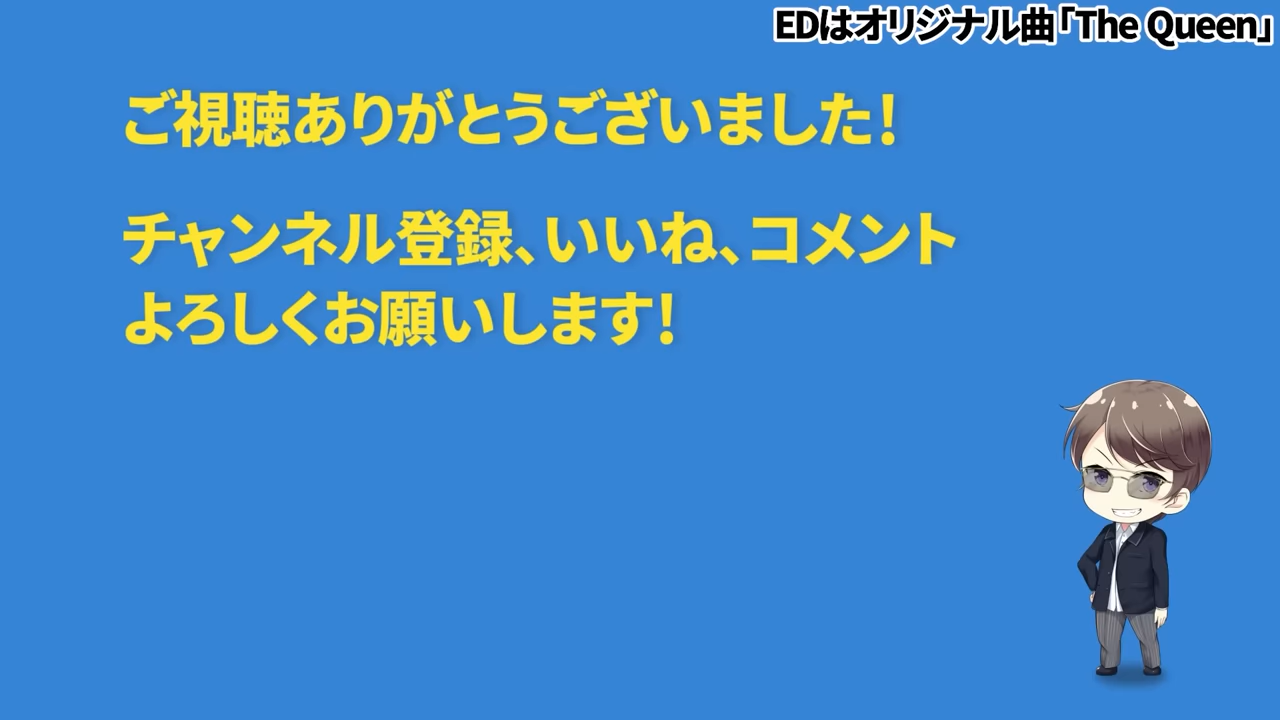 EDはオリジナル曲「The Queen」
ご視聴ありがとうございました！
チャンネル登録、いいね、コメント
よろしくお願いします！